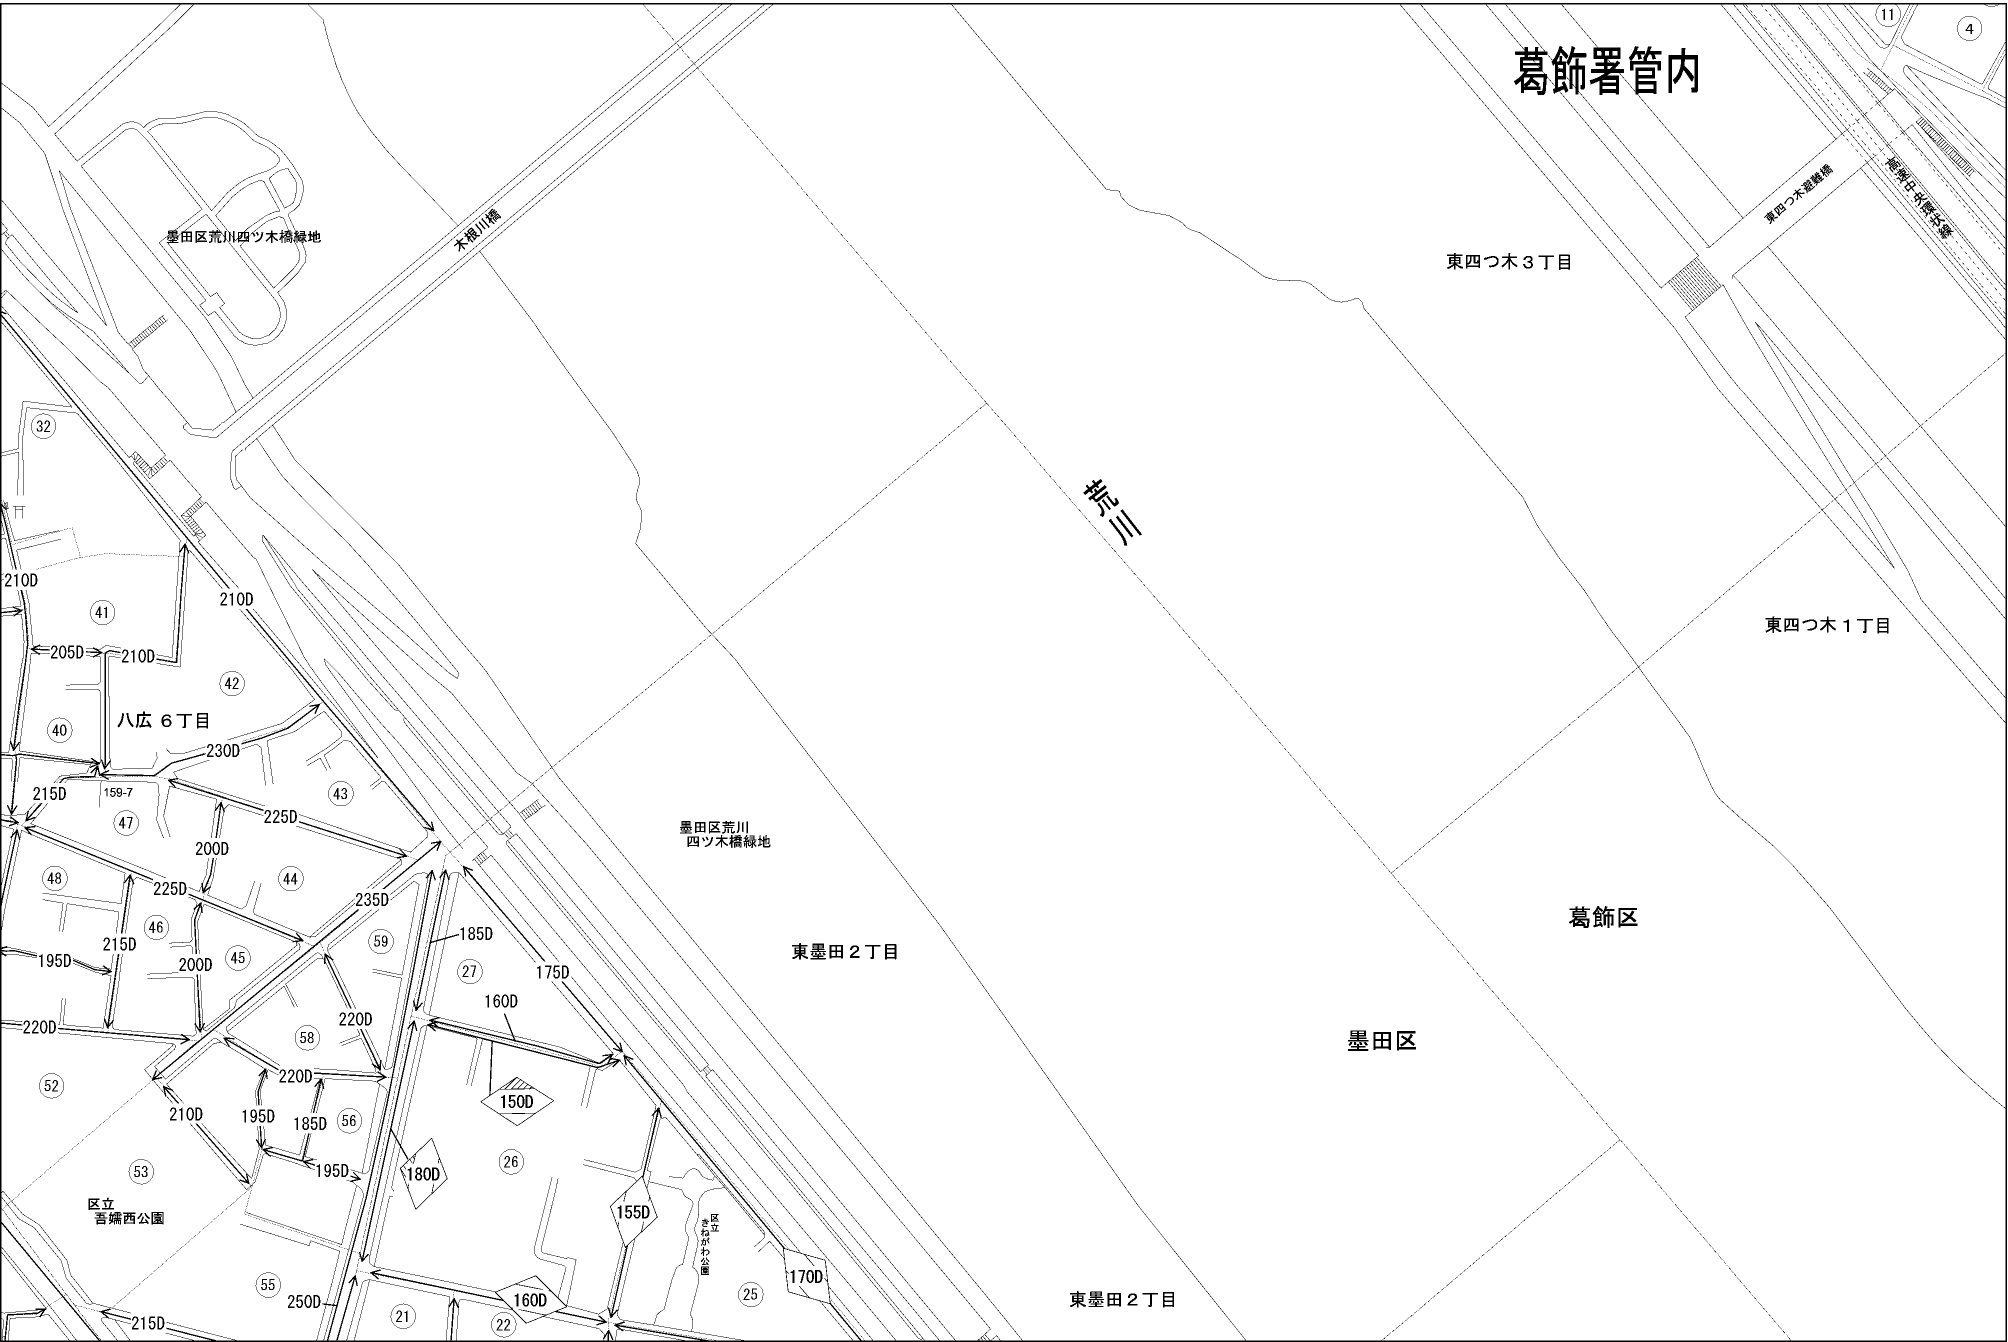 11
4
葛飾署管内
東四つ木避難橋
高速中央環状線
木根川橋
墨田区荒川四ツ木橋緑地
東四つ木3丁目
32
荒川
210D
210D
41
東四つ木1丁目
205D
210D
42
八広 6丁目
40
230D
215D
159-7
43
225D
47
墨田区荒川
四ツ木橋緑地
200D
48
225D
44
235D
葛飾区
46
215D
59
185D
東墨田2丁目
195D
200D
45
27
175D
160D
220D
220D
58
墨田区
220D
52
210D
195D
185D
56
150D
53
195D
180D
26
区立
吾嬬西公園
155D
区立
きねがわ公園
55
250D
170D
160D
25
東墨田2丁目
215D
21
22